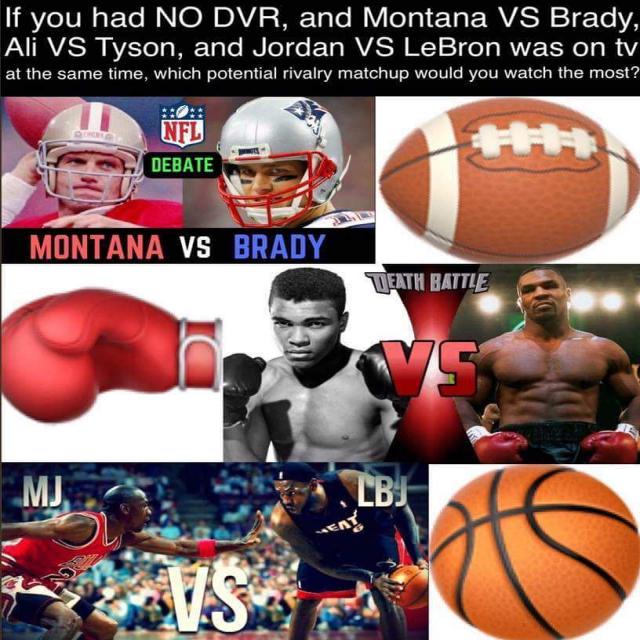 If you had NO DVR, and Montana VS Brady,
Ali VS Tyson, and Jordan VS LeBron was on tv
at the same time, which potential rivalry matchup would you watch the most?
NFL
DEBATE
MONTANA VS BRADY
DEATH BATTLE
VS
MJ
LBJ
HEAT
6
VS